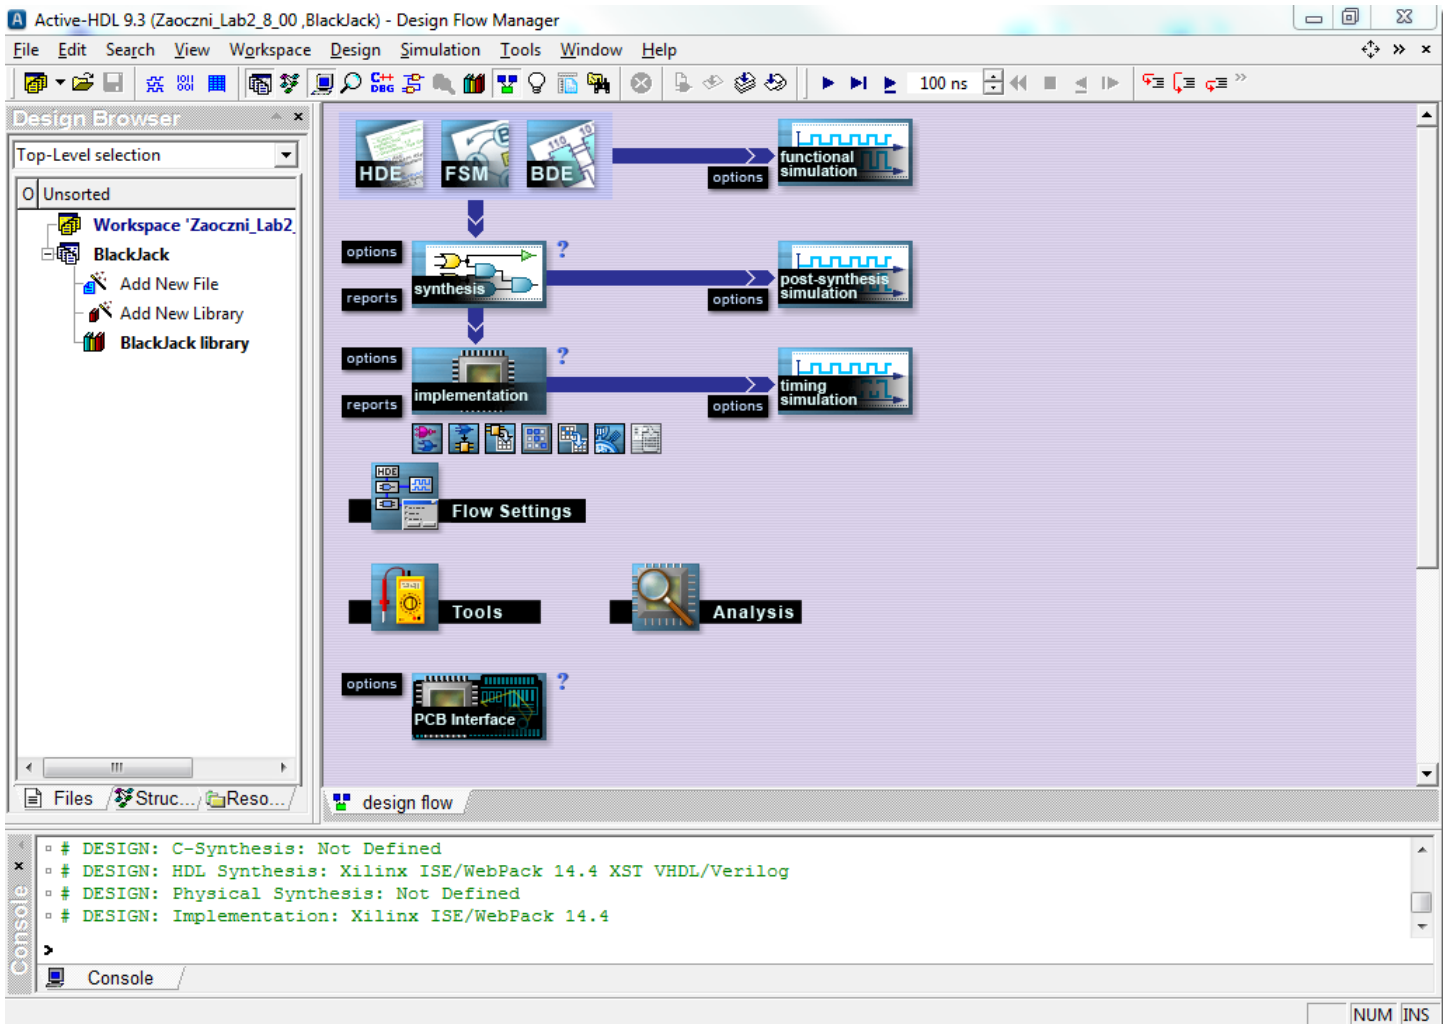 Active-HDL 9.3 (Zaoczni_Lab2_8_00 ,BlackJack) - Design Flow Manager
File Edit Search View Workspace Design Simulation Tools Window Help
C++ DBG 100 ns
Design Browser
Top-Level selection
O Unsorted
Workspace 'Zaoczni_Lab2_
BlackJack
Add New File
Add New Library
BlackJack library
Files Struc... Reso...
HDE FSM BDE
options
functional
simulation
options
reports
synthesis
?
options
post-synthesis
simulation
options
reports
implementation
?
options
timing
simulation
HDE
Flow Settings
Tools
Analysis
options
PCB Interface
?
design flow
# DESIGN: C-Synthesis: Not Defined
# DESIGN: HDL Synthesis: Xilinx ISE/WebPack 14.4 XST VHDL/Verilog
# DESIGN: Physical Synthesis: Not Defined
# DESIGN: Implementation: Xilinx ISE/WebPack 14.4
>
Console
Console
NUM INS